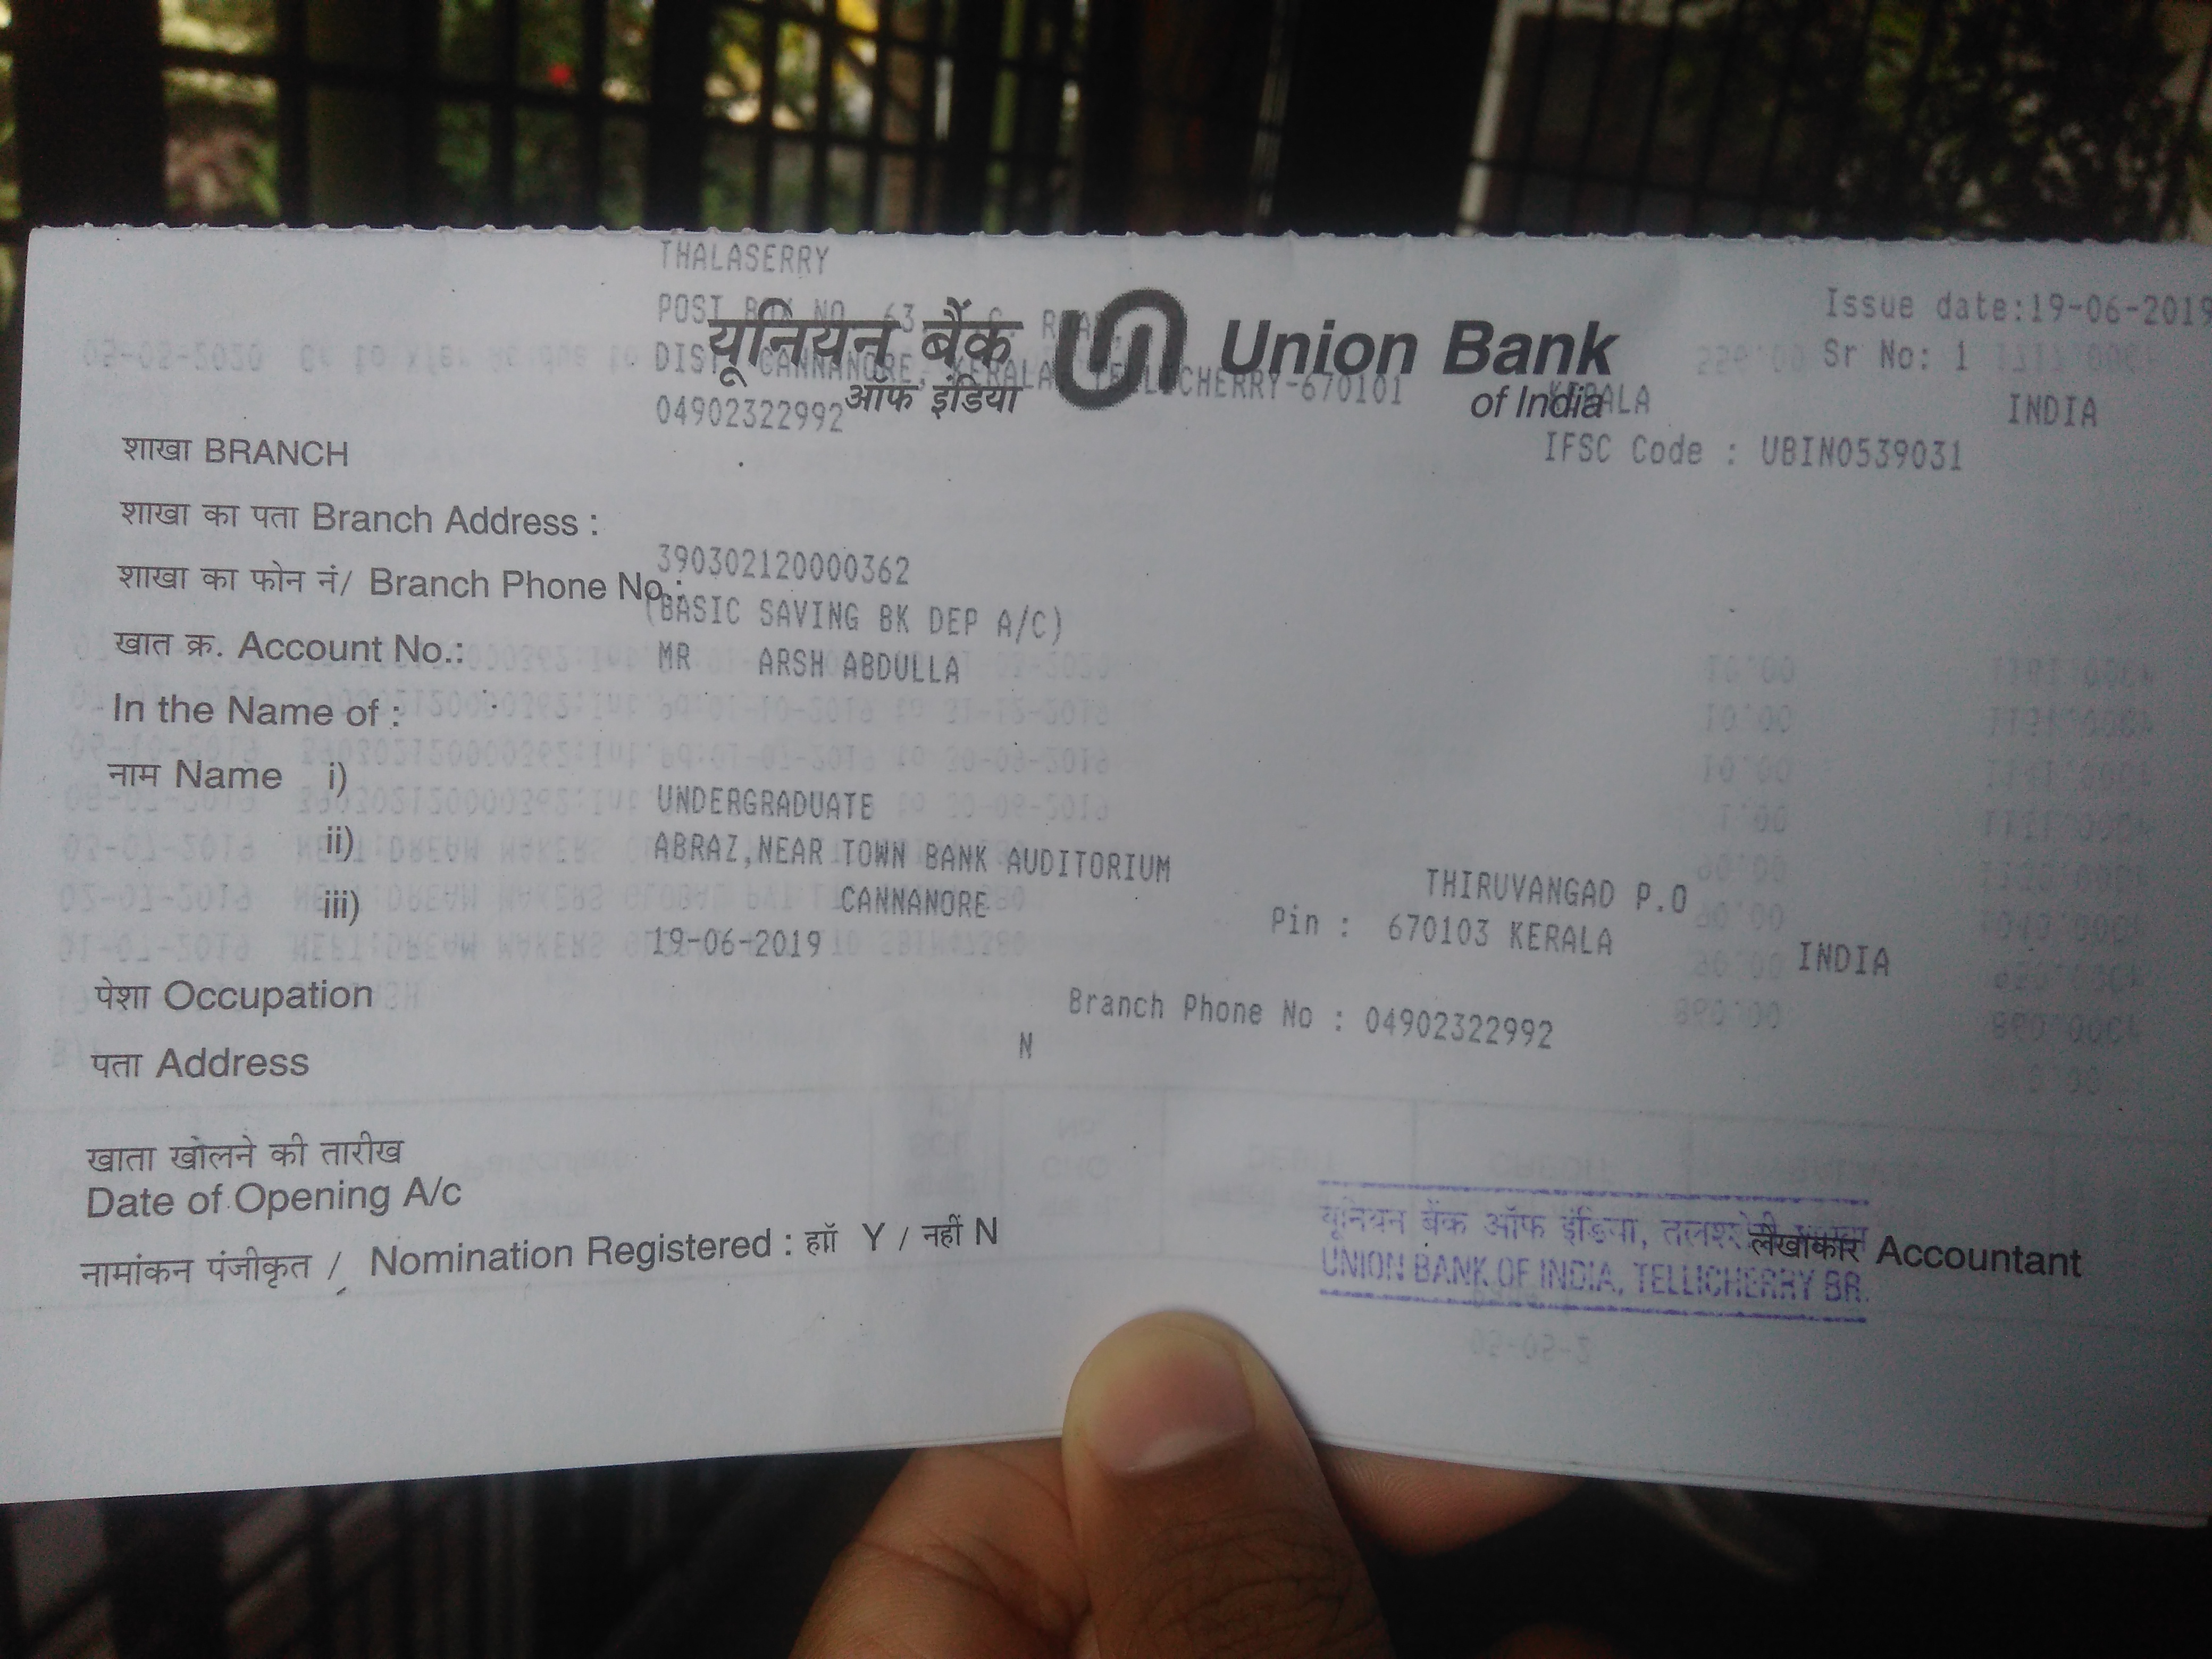 THALASERRY
Issue date:19-06-2019
POST BOX NO. 63
यूनियन बैंक Union Bank
Sr No: 1
DIST CANNANORE, KERALA TELLICHERRY-670101
ऑफ इंडिया of India
KERALA INDIA
04902322992
IFSC Code : UBIN0539031
शाखा BRANCH
शाखा का पता Branch Address :
390302120000362
शाखा का फोन नं/ Branch Phone No.:
(BASIC SAVING BK DEP A/C)
खात क्र. Account No.:
MR ARSH ABDULLA
In the Name of :
नाम Name i)
UNDERGRADUATE
ii)
ABRAZ,NEAR TOWN BANK AUDITORIUM THIRUVANGAD P.O
iii)
CANNANORE Pin : 670103 KERALA INDIA
19-06-2019
पेशा Occupation
Branch Phone No : 04902322992
N
पता Address
खाता खोलने की तारीख
Date of Opening A/c
नामांकन पंजीकृत / Nomination Registered : हाॅ Y / नहीं N
यूनियन बैंक ऑफ इंडिया,
लेखाकार Accountant
UNION BANK OF INDIA, TELLICHERRY BR.